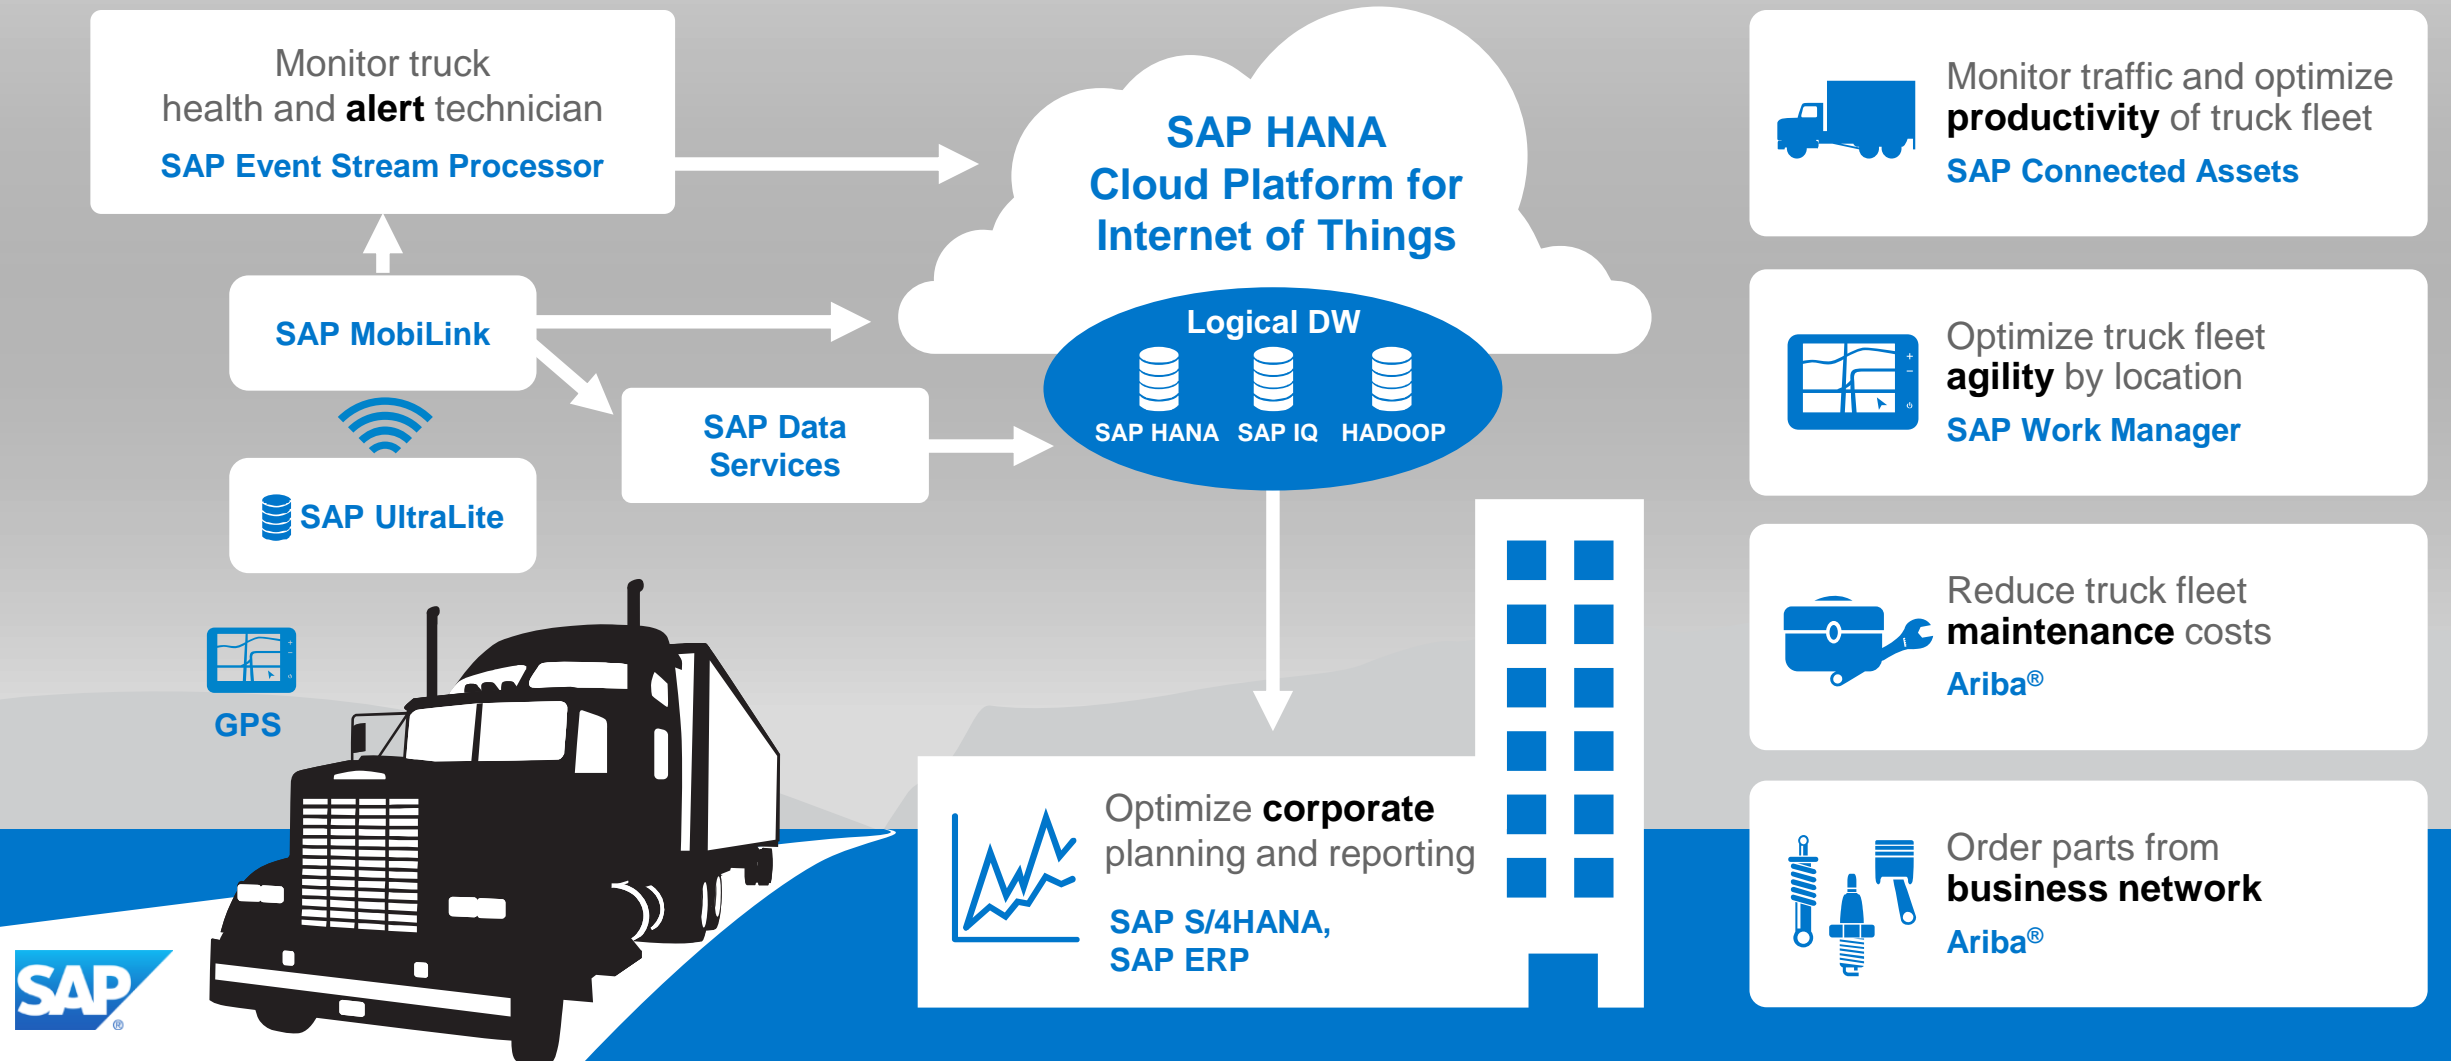 Monitor truck
health and alert technician
SAP Event Stream Processor
SAP MobiLink
SAP UltraLite
GPS
SAP Data
Services
SAP HANA
Cloud Platform for
Internet of Things
Logical DW
SAP HANA SAP IQ HADOOP
Optimize corporate
planning and reporting
SAP S/4HANA,
SAP ERP
Monitor traffic and optimize
productivity of truck fleet
SAP Connected Assets
Optimize truck fleet
agility by location
SAP Work Manager
Reduce truck fleet
maintenance costs
Ariba®
Order parts from
business network
Ariba®
SAP®